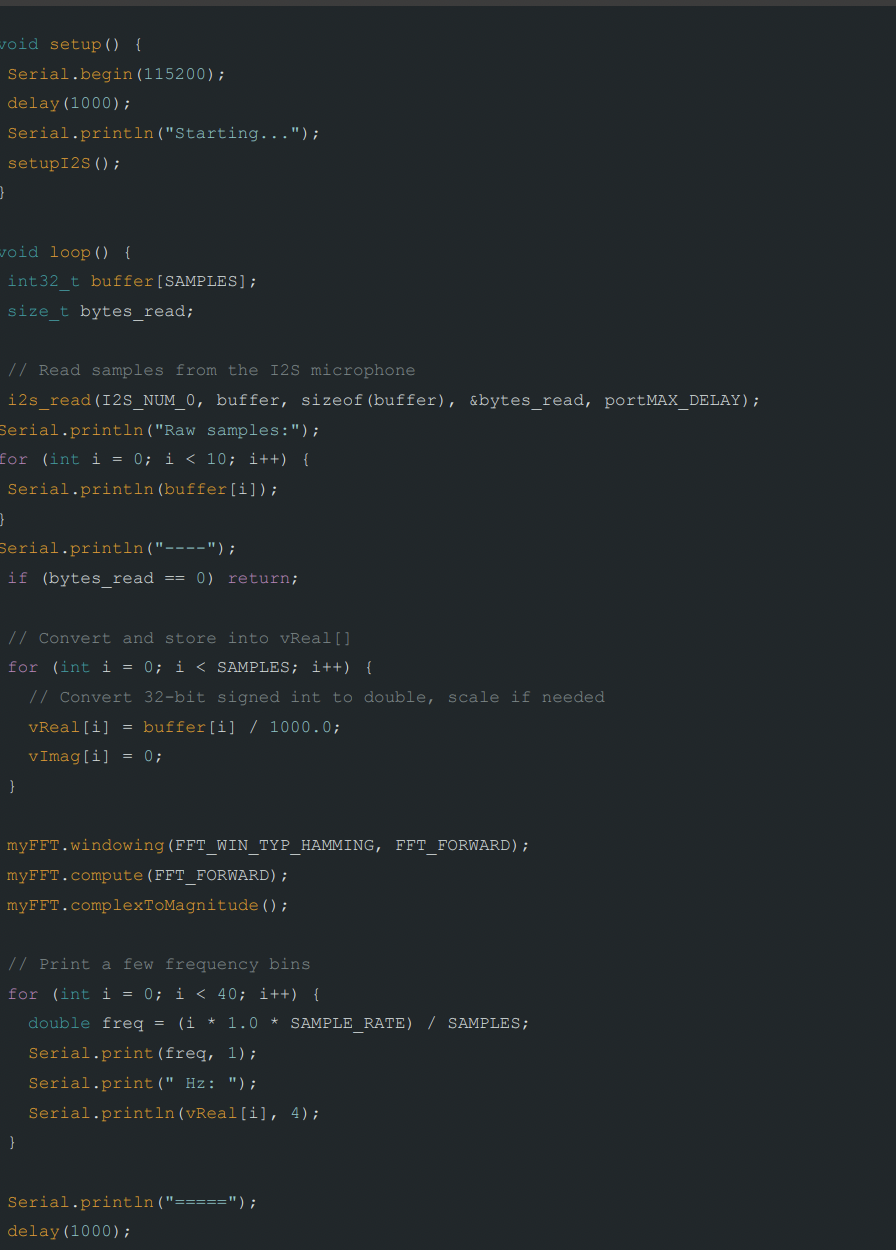 void setup() {
Serial.begin(115200);
delay(1000);
Serial.println("Starting...");
setupI2S();
}
void loop() {
int32_t buffer[SAMPLES];
size_t bytes_read;
// Read samples from the I2S microphone
i2s_read(I2S_NUM_0, buffer, sizeof(buffer), &bytes_read, portMAX_DELAY);
Serial.println("Raw samples:");
for (int i = 0; i < 10; i++) {
Serial.println(buffer[i]);
}
Serial.println("----");
if (bytes_read == 0) return;
// Convert and store into vReal[]
for (int i = 0; i < SAMPLES; i++) {
// Convert 32-bit signed int to double, scale if needed
vReal[i] = buffer[i] / 1000.0;
vImag[i] = 0;
}
myFFT.windowing(FFT_WIN_TYP_HAMMING, FFT_FORWARD);
myFFT.compute(FFT_FORWARD);
myFFT.complexToMagnitude();
// Print a few frequency bins
for (int i = 0; i < 40; i++) {
double freq = (i * 1.0 * SAMPLE_RATE) / SAMPLES;
Serial.print(freq, 1);
Serial.print(" Hz: ");
Serial.println(vReal[i], 4);
}
Serial.println("=====");
delay(1000);